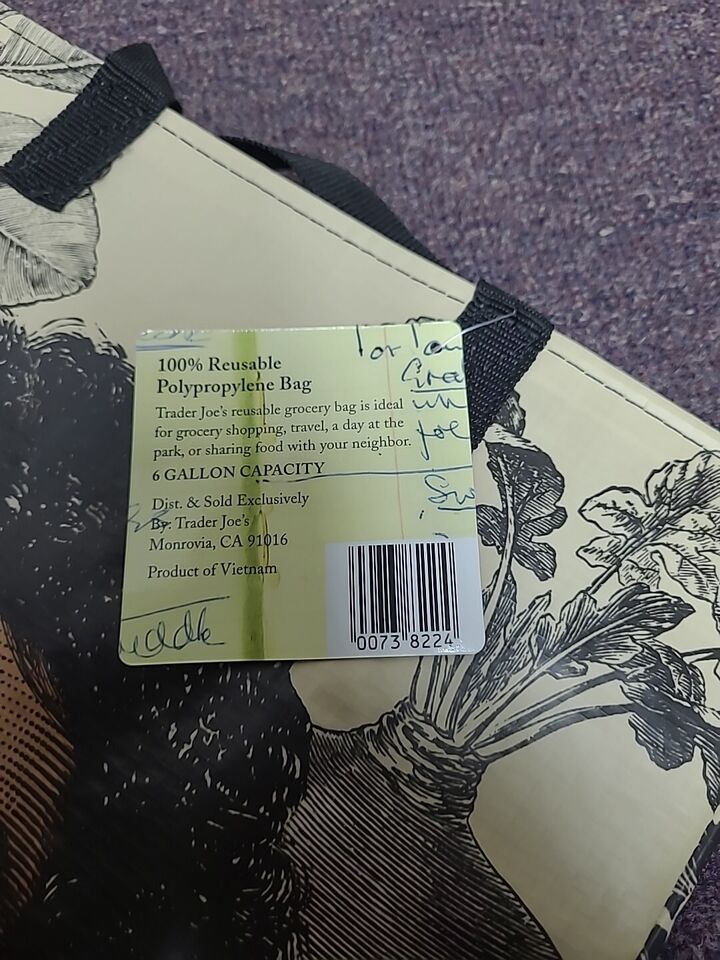 100% Reusable
Polypropylene Bag
Trader Joe's reusable grocery bag is ideal
for grocery shopping, travel, a day at the
park, or sharing food with your neighbor.
6 GALLON CAPACITY
Dist. & Sold Exclusively
By: Trader Joe's
Monrovia, CA 91016
Product of Vietnam
0073 8224